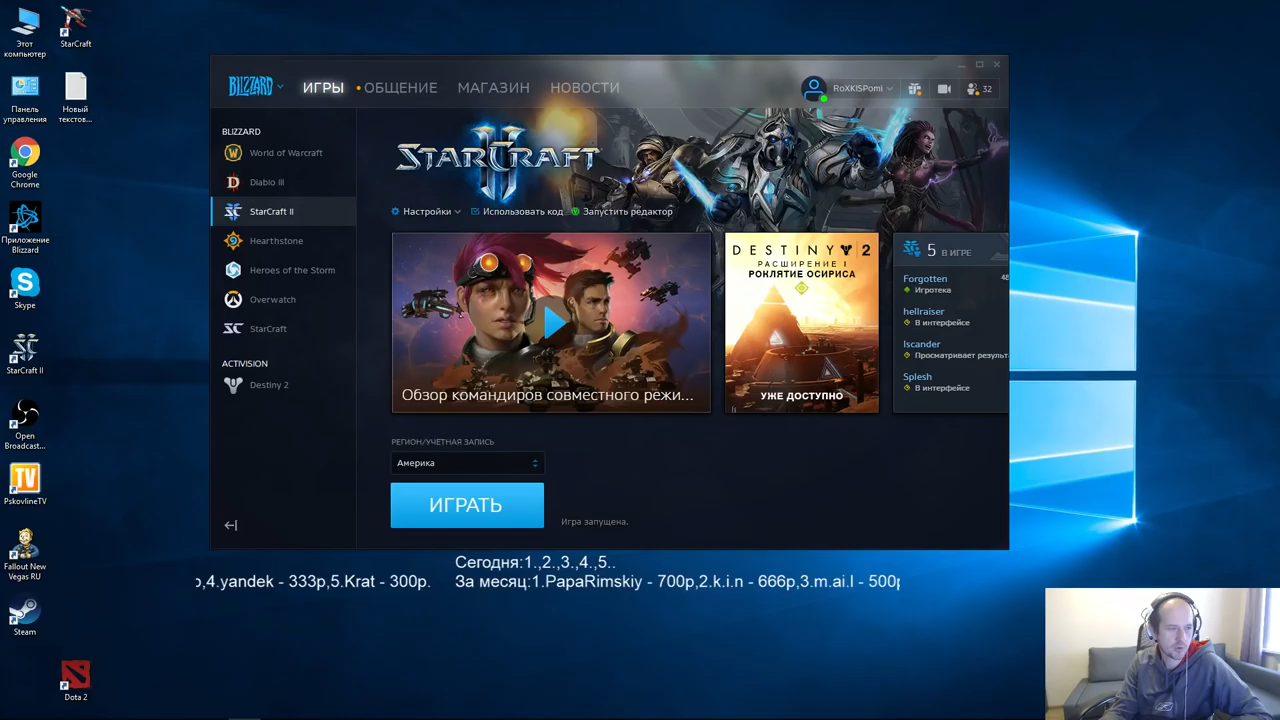 Этот
компьютер
StarCraft
Панель
управления
Новый
тексто​в...
Google
Chrome
Приложение
Blizzard
Skype
StarCraft II
Open
Broadcast...
PskovlineTV
Fallout New
Vegas RU
Steam
Dota 2
BLIZZARD
ИГРЫ
ОБЩЕНИЕ
МАГАЗИН
НОВОСТИ
RoXKISPomi
32
BLIZZARD
World of Warcraft
Diablo III
StarCraft II
Hearthstone
Heroes of the Storm
Overwatch
StarCraft
ACTIVISION
Destiny 2
STARCRAFT II
Настройки
Использовать код
Запустить редактор
Обзор командиров совместного режи...
DESTINY 2
РАСШИРЕНИЕ I
РОКЛЯТИЕ ОСИРИСА
УЖЕ ДОСТУПНО
5 В ИГРЕ
Forgotten
48
Игротека
hellraiser
В интерфейсе
Iscander
Просматривает результ
Splesh
В интерфейсе
РЕГИОН/УЧЕТНАЯ ЗАПИСЬ
Америка
ИГРАТЬ
Игра запущена.
Сегодня:1.,2.,3.,4.,5..
р,4.yandek - 333р,5.Krat - 300р. За месяц:1.PapaRimskiy - 700р,2.k.i.n - 666р,3.m.ai.l - 500р